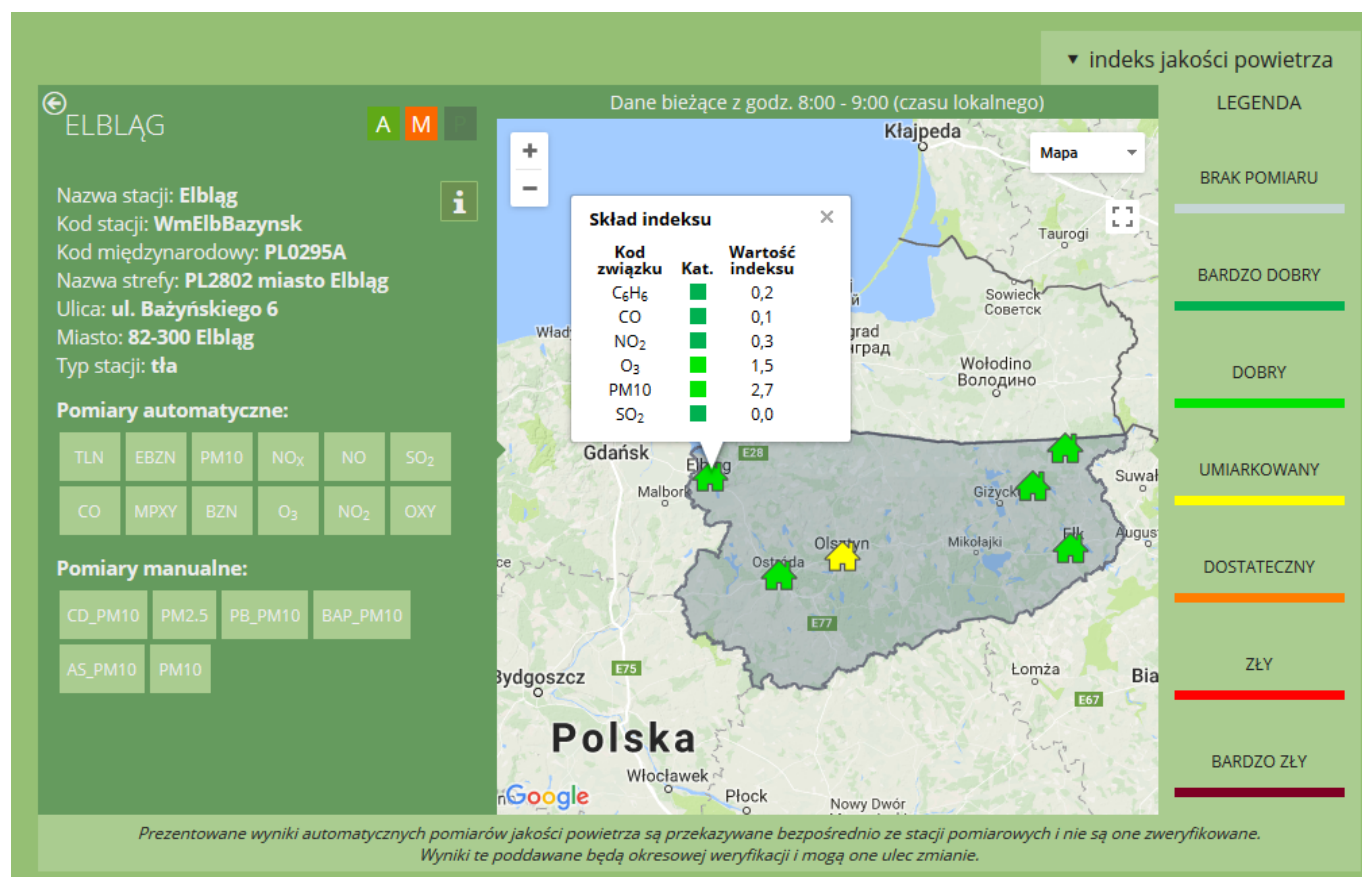 ▼ indeks jakości powietrza
ELBLĄG
A M P
Nazwa stacji: Elbląg
Kod stacji: WmElbBazynsk
Kod międzynarodowy: PL0295A
Nazwa strefy: PL2802 miasto Elbląg
Ulica: ul. Bażyńskiego 6
Miasto: 82-300 Elbląg
Typ stacji: tła
i
Pomiary automatyczne:
TLN EBZN PM10 NOX NO SO2
CO MPXY BZN O3 NO2 OXY
Pomiary manualne:
CD_PM10 PM2.5 PB_PM10 BAP_PM10
AS_PM10 PM10
Dane bieżące z godz. 8:00 - 9:00 (czasu lokalnego)
+
−
Mapa
Skład indeksu ×
Kod związku Kat. Wartość indeksu
C6H6 0,2
CO 0,1
NO2 0,3
O3 1,5
PM10 2,7
SO2 0,0
Kłajpeda
Taurogi
Sowieck
Советск
Wołodino
Володино
Gdańsk
E28
Malbork
Giżycko
Olsztyn
Mikołajki
Ełk
Ostróda
E77
E75
Bydgoszcz
Łomża
E67
Polska
Włocławek
Płock
Nowy Dwór
Google
LEGENDA
BRAK POMIARU
BARDZO DOBRY
DOBRY
UMIARKOWANY
DOSTATECZNY
ZŁY
BARDZO ZŁY
Prezentowane wyniki automatycznych pomiarów jakości powietrza są przekazywane bezpośrednio ze stacji pomiarowych i nie są one zweryfikowane.
Wyniki te poddawane będą okresowej weryfikacji i mogą one ulec zmianie.